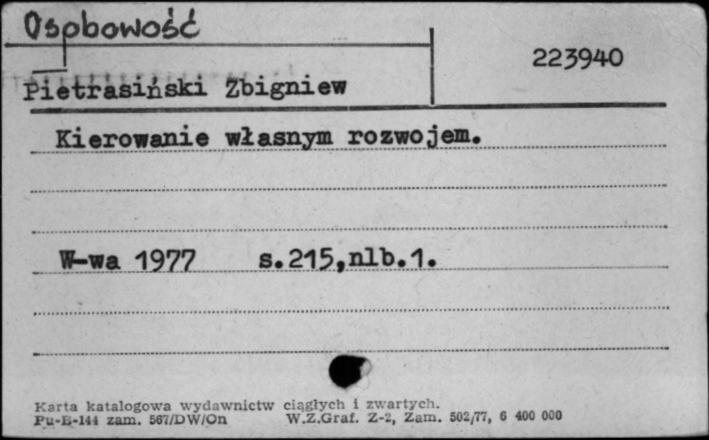 Osobowość
223940
Pietrasiński Zbigniew
Kierowanie własnym rozwojem.
W-wa 1977 s.215,nlb.1.
Karta katalogowa wydawnictw ciągłych i zwartych.
Pu-E-144 zam. 567/DW/On W.Z.Graf. Z-2, Zam. 502/77, 6 400 000